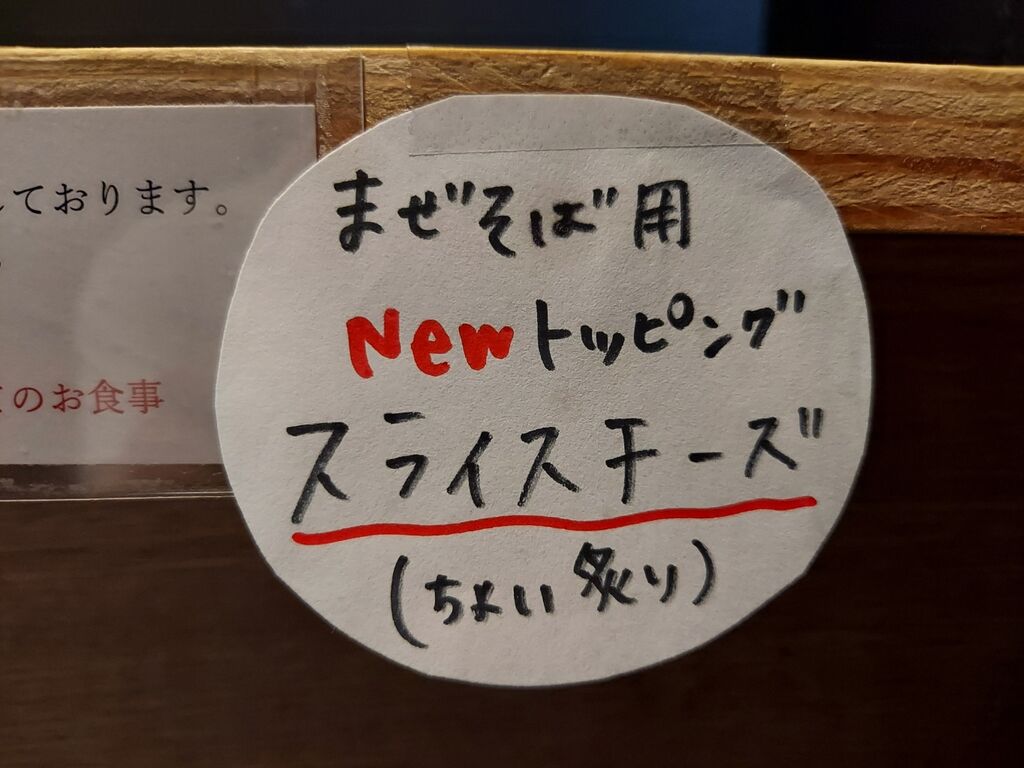 ております。
のお食事
まぜそば用
Newトッピング
スライスチーズ
(ちょい炙り)